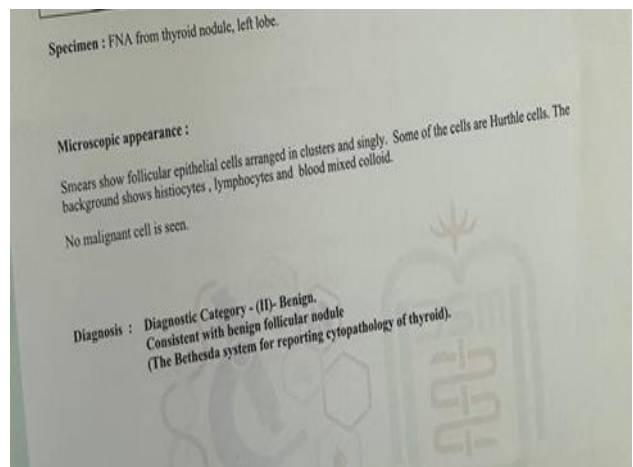 Specimen : FNA from thyroid nodule, left lobe.
Microscopic appearance :
Smears show follicular epithelial cells arranged in clusters and singly. Some of the cells are Hurthle cells. The
background shows histiocytes , lymphocytes and blood mixed colloid.
No malignant cell is seen.
Diagnosis : Diagnostic Category - (II)- Benign.
Consistent with benign follicular nodule
(The Bethesda system for reporting cytopathology of thyroid).